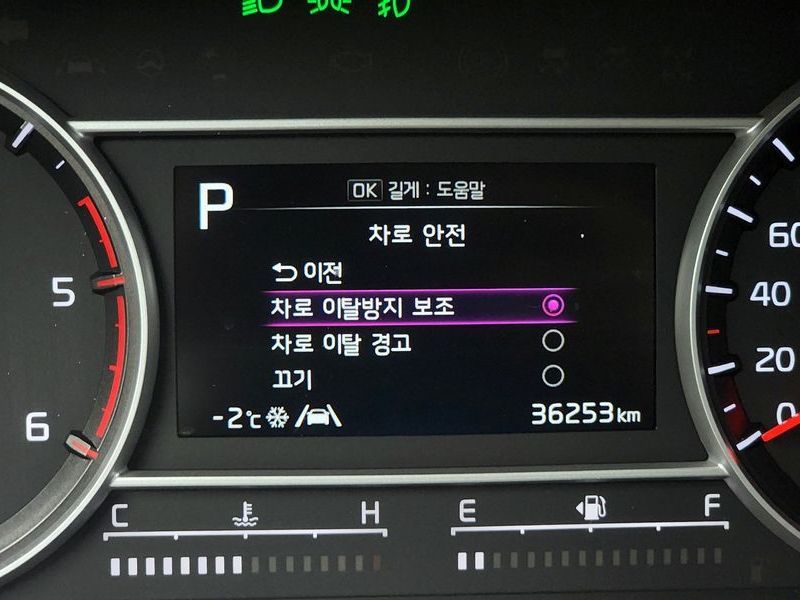 P
OK 길게 : 도움말
차로 안전
이전
차로 이탈방지 보조
차로 이탈 경고
끄기
-2℃ 36253km
5
6
60
40
20
0
C H
E F